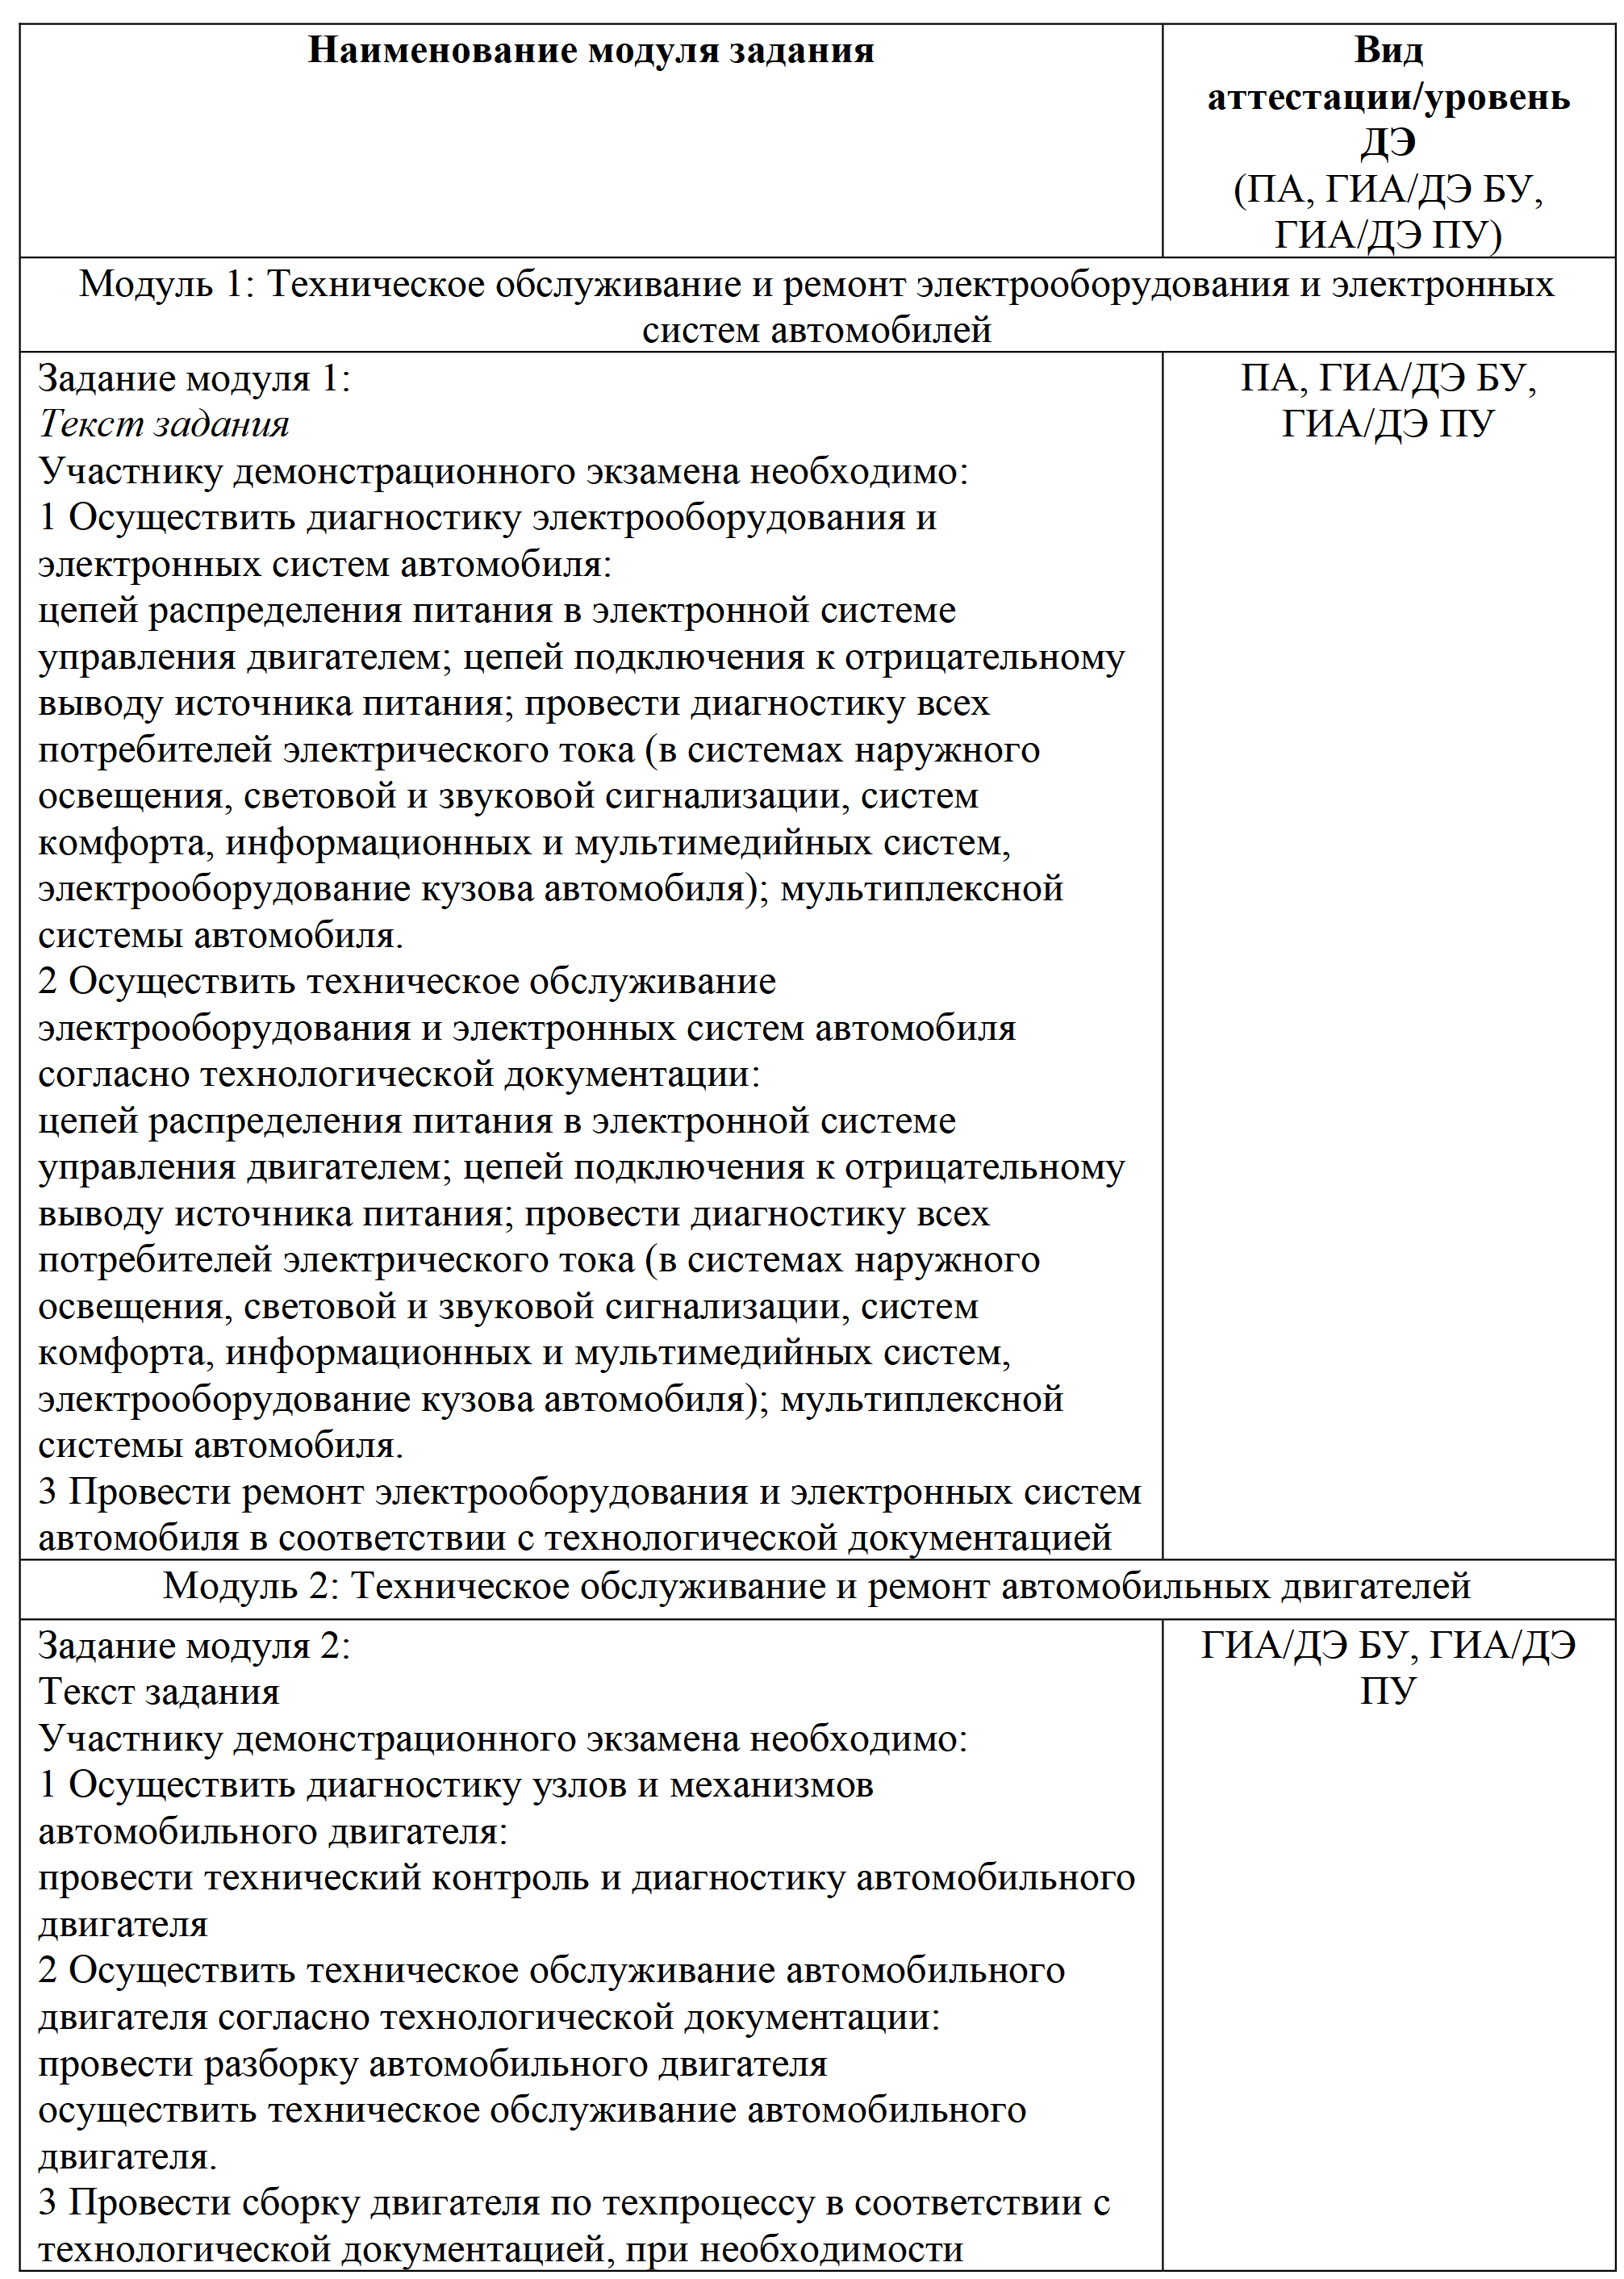 Наименование модуля задания
Вид
аттестации/уровень
ДЭ
(ПА, ГИА/ДЭ БУ,
ГИА/ДЭ ПУ)
Модуль 1: Техническое обслуживание и ремонт электрооборудования и электронных
систем автомобилей
Задание модуля 1:
Текст задания
Участнику демонстрационного экзамена необходимо:
1 Осуществить диагностику электрооборудования и
электронных систем автомобиля:
цепей распределения питания в электронной системе
управления двигателем; цепей подключения к отрицательному
выводу источника питания; провести диагностику всех
потребителей электрического тока (в системах наружного
освещения, световой и звуковой сигнализации, систем
комфорта, информационных и мультимедийных систем,
электрооборудование кузова автомобиля); мультиплексной
системы автомобиля.
2 Осуществить техническое обслуживание
электрооборудования и электронных систем автомобиля
согласно технологической документации:
цепей распределения питания в электронной системе
управления двигателем; цепей подключения к отрицательному
выводу источника питания; провести диагностику всех
потребителей электрического тока (в системах наружного
освещения, световой и звуковой сигнализации, систем
комфорта, информационных и мультимедийных систем,
электрооборудование кузова автомобиля); мультиплексной
системы автомобиля.
3 Провести ремонт электрооборудования и электронных систем
автомобиля в соответствии с технологической документацией
ПА, ГИА/ДЭ БУ,
ГИА/ДЭ ПУ
Модуль 2: Техническое обслуживание и ремонт автомобильных двигателей
Задание модуля 2:
Текст задания
Участнику демонстрационного экзамена необходимо:
1 Осуществить диагностику узлов и механизмов
автомобильного двигателя:
провести технический контроль и диагностику автомобильного
двигателя
2 Осуществить техническое обслуживание автомобильного
двигателя согласно технологической документации:
провести разборку автомобильного двигателя
осуществить техническое обслуживание автомобильного
двигателя.
3 Провести сборку двигателя по техпроцессу в соответствии с
технологической документацией, при необходимости
ГИА/ДЭ БУ, ГИА/ДЭ
ПУ